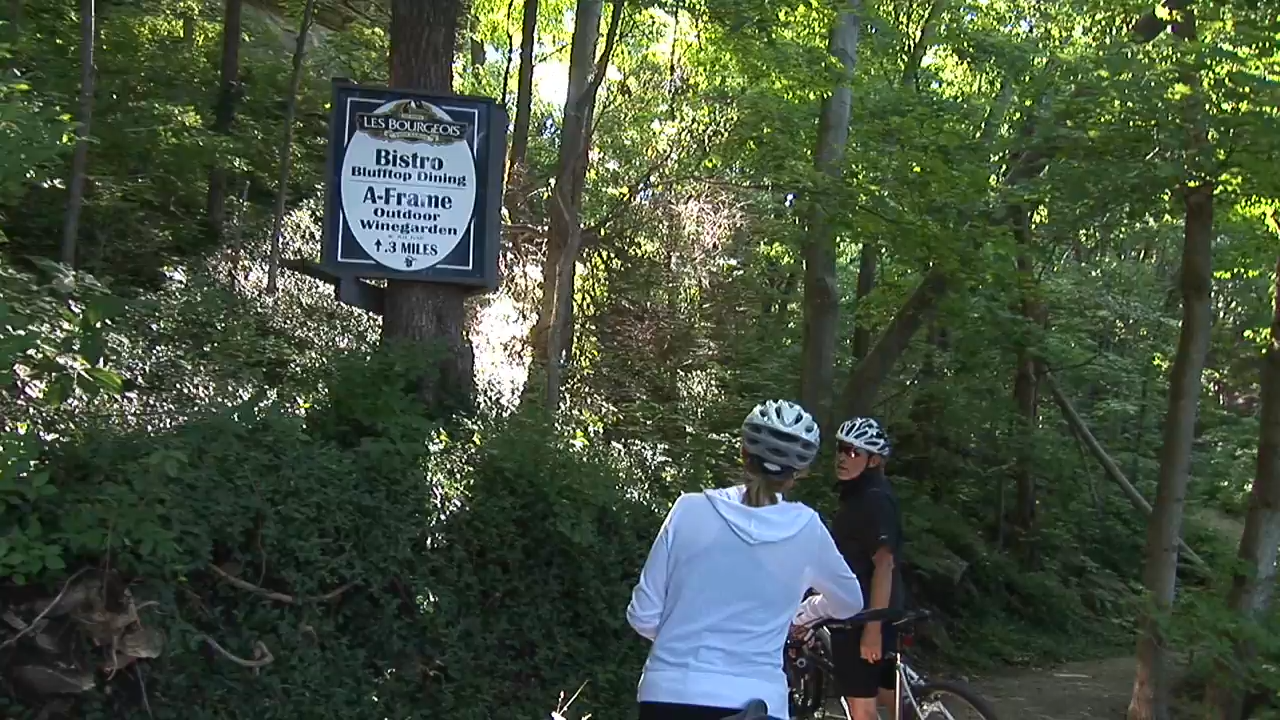 LES BOURGEOIS
Bistro
Blufftop Dining
A-Frame
Outdoor
Winegarden
↑.3 MILES